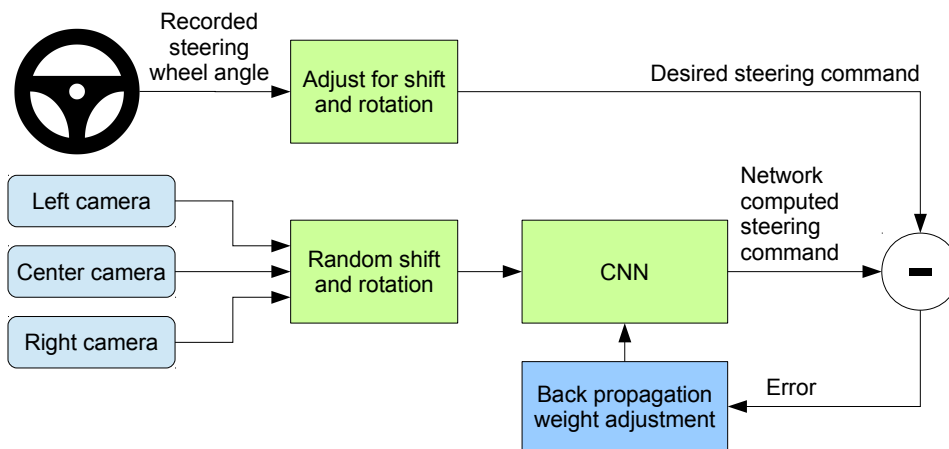 Recorded
steering
wheel angle
Adjust for shift
and rotation
Desired steering command
Left camera
Center camera
Right camera
Random shift
and rotation
CNN
Network
computed
steering
command
-
Back propagation
weight adjustment
Error